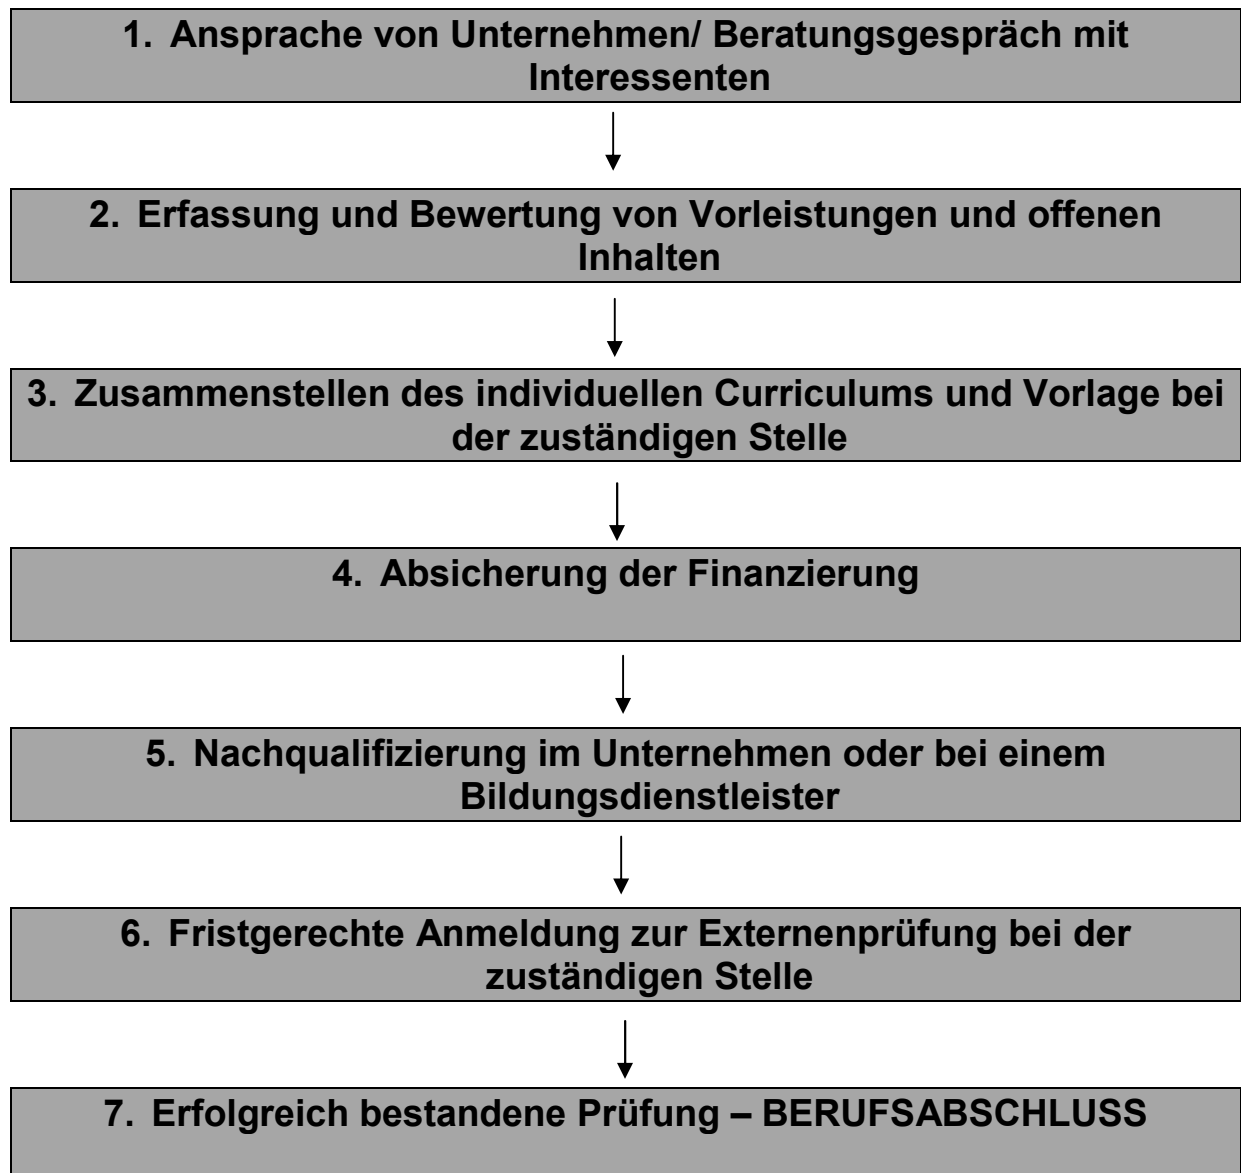 1. Ansprache von Unternehmen/ Beratungsgespräch mit
Interessenten
2. Erfassung und Bewertung von Vorleistungen und offenen
Inhalten
3. Zusammenstellen des individuellen Curriculums und Vorlage bei
der zuständigen Stelle
4. Absicherung der Finanzierung
5. Nachqualifizierung im Unternehmen oder bei einem
Bildungsdienstleister
6. Fristgerechte Anmeldung zur Externenprüfung bei der
zuständigen Stelle
7. Erfolgreich bestandene Prüfung – BERUFSABSCHLUSS